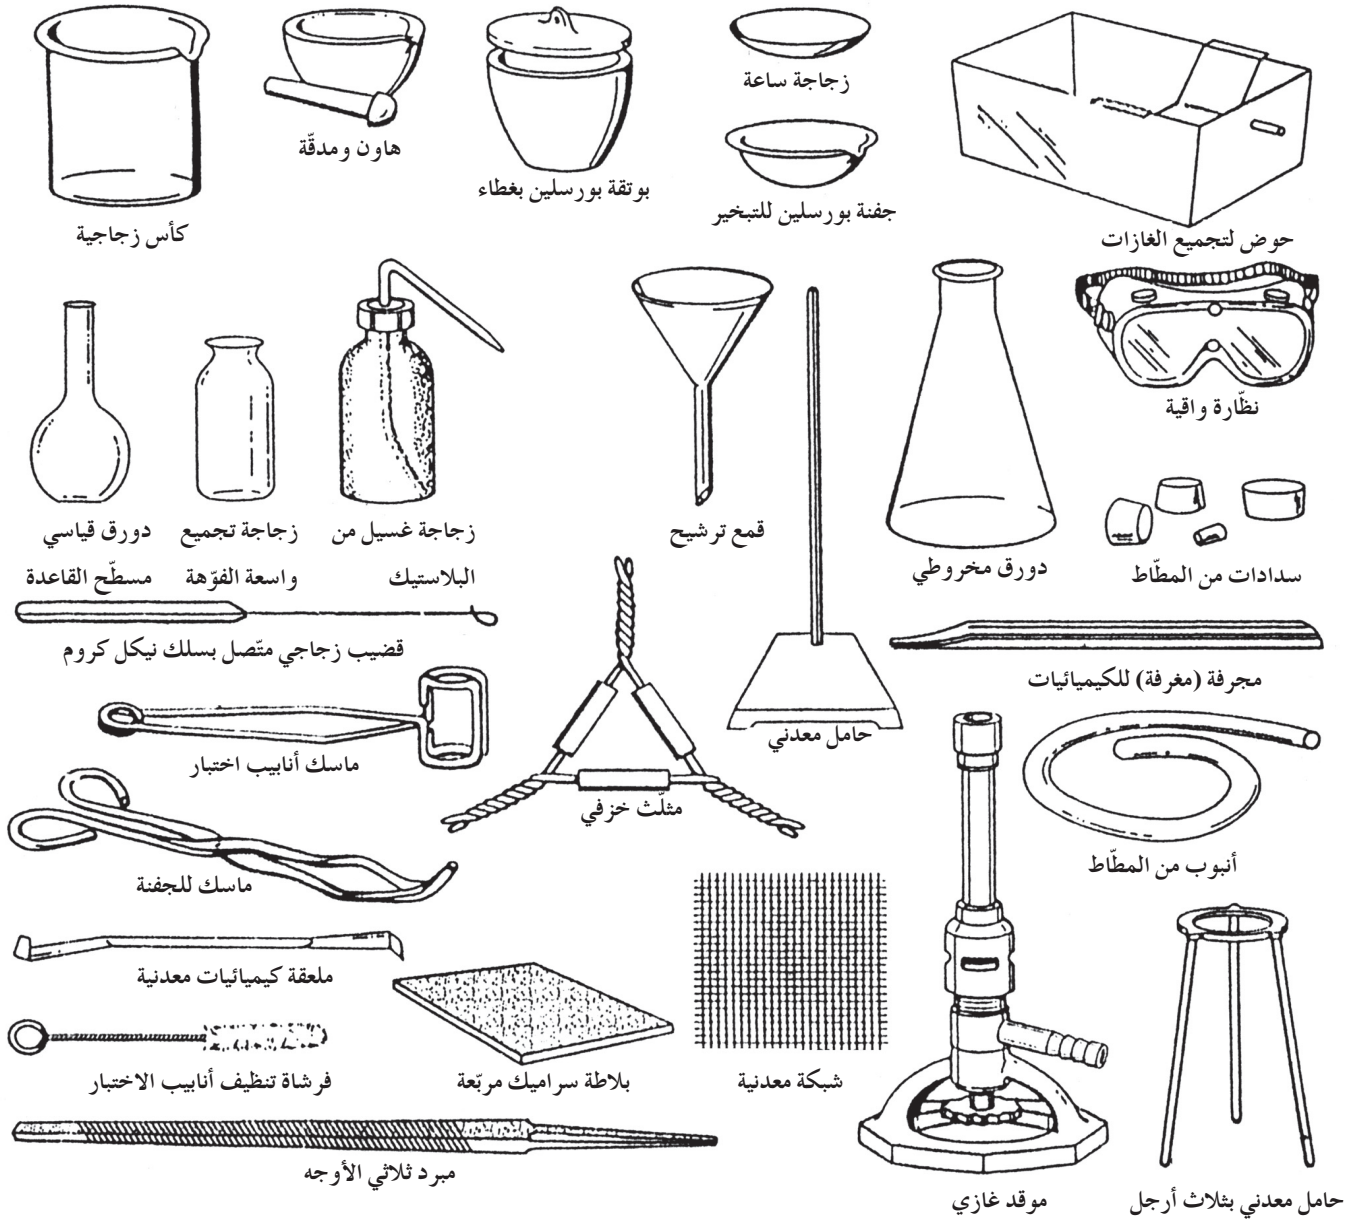 زجاجة ساعة
هاون ومدقّة
بوتقة بورسلين بغطاء
جفنة بورسلين للتبخير
كأس زجاجية
حوض لتجميع الغازات
نظّارة واقية
قمع ترشيح
زجاجة غسيل من
البلاستيك
زجاجة تجميع
واسعة الفوّهة
دورق قياسي
مسطّح القاعدة
دورق مخروطي
سدادات من المطّاط
قضيب زجاجي متّصل بسلك نيكل كروم
مجرفة (مغرفة) للكيميائيات
حامل معدني
ماسك أنابيب اختبار
مثلّث خزفي
أنبوب من المطّاط
ماسك للجفنة
ملعقة كيميائيات معدنية
شبكة معدنية
بلاطة سراميك مربّعة
فرشاة تنظيف أنابيب الاختبار
مبرد ثلاثي الأوجه
حامل معدني بثلاث أرجل
موقد غازي